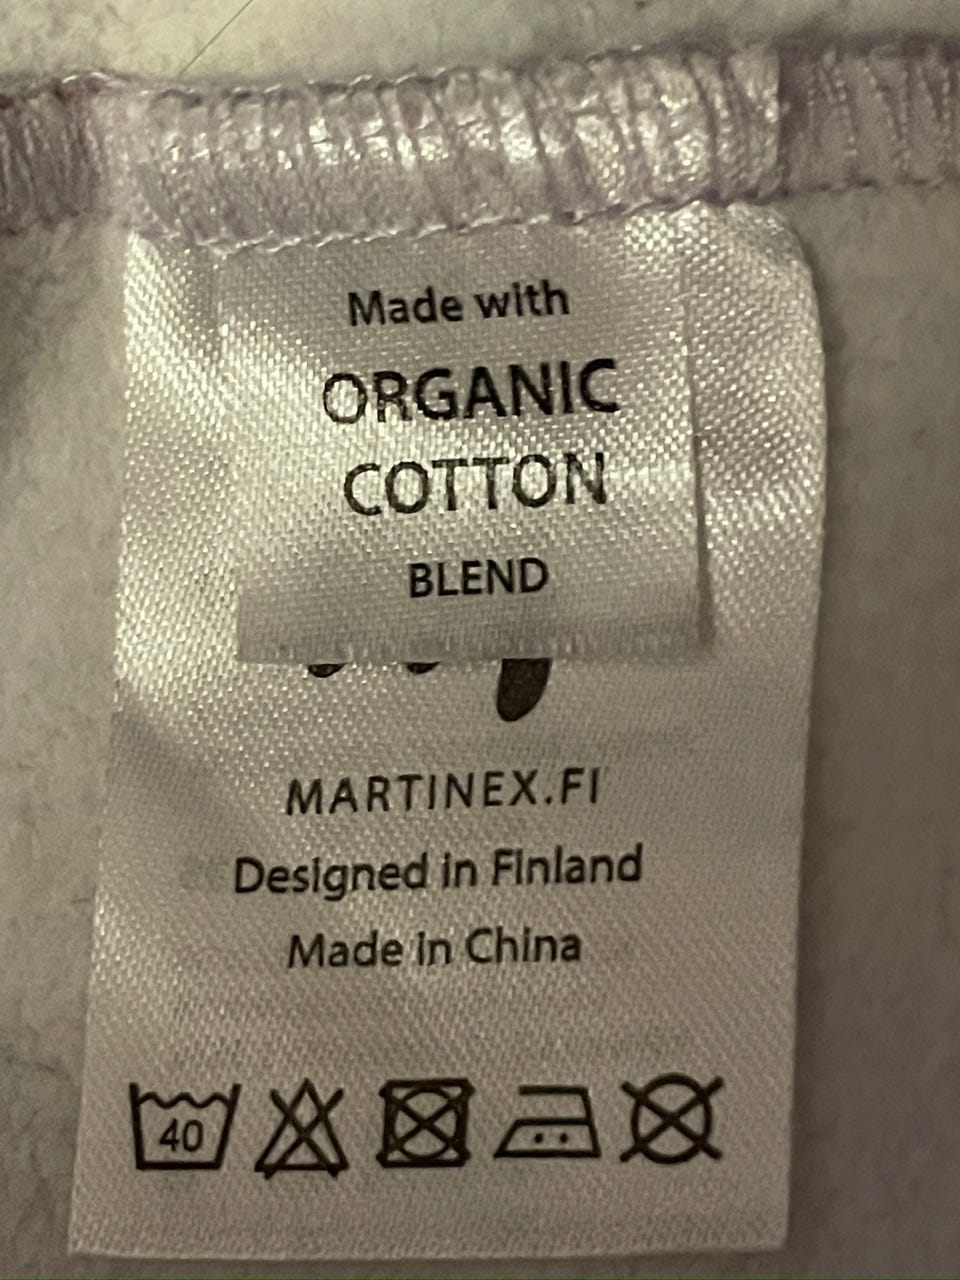 Made with
ORGANIC
COTTON
BLEND
MARTINEX.FI
Designed in Finland
Made in China
40